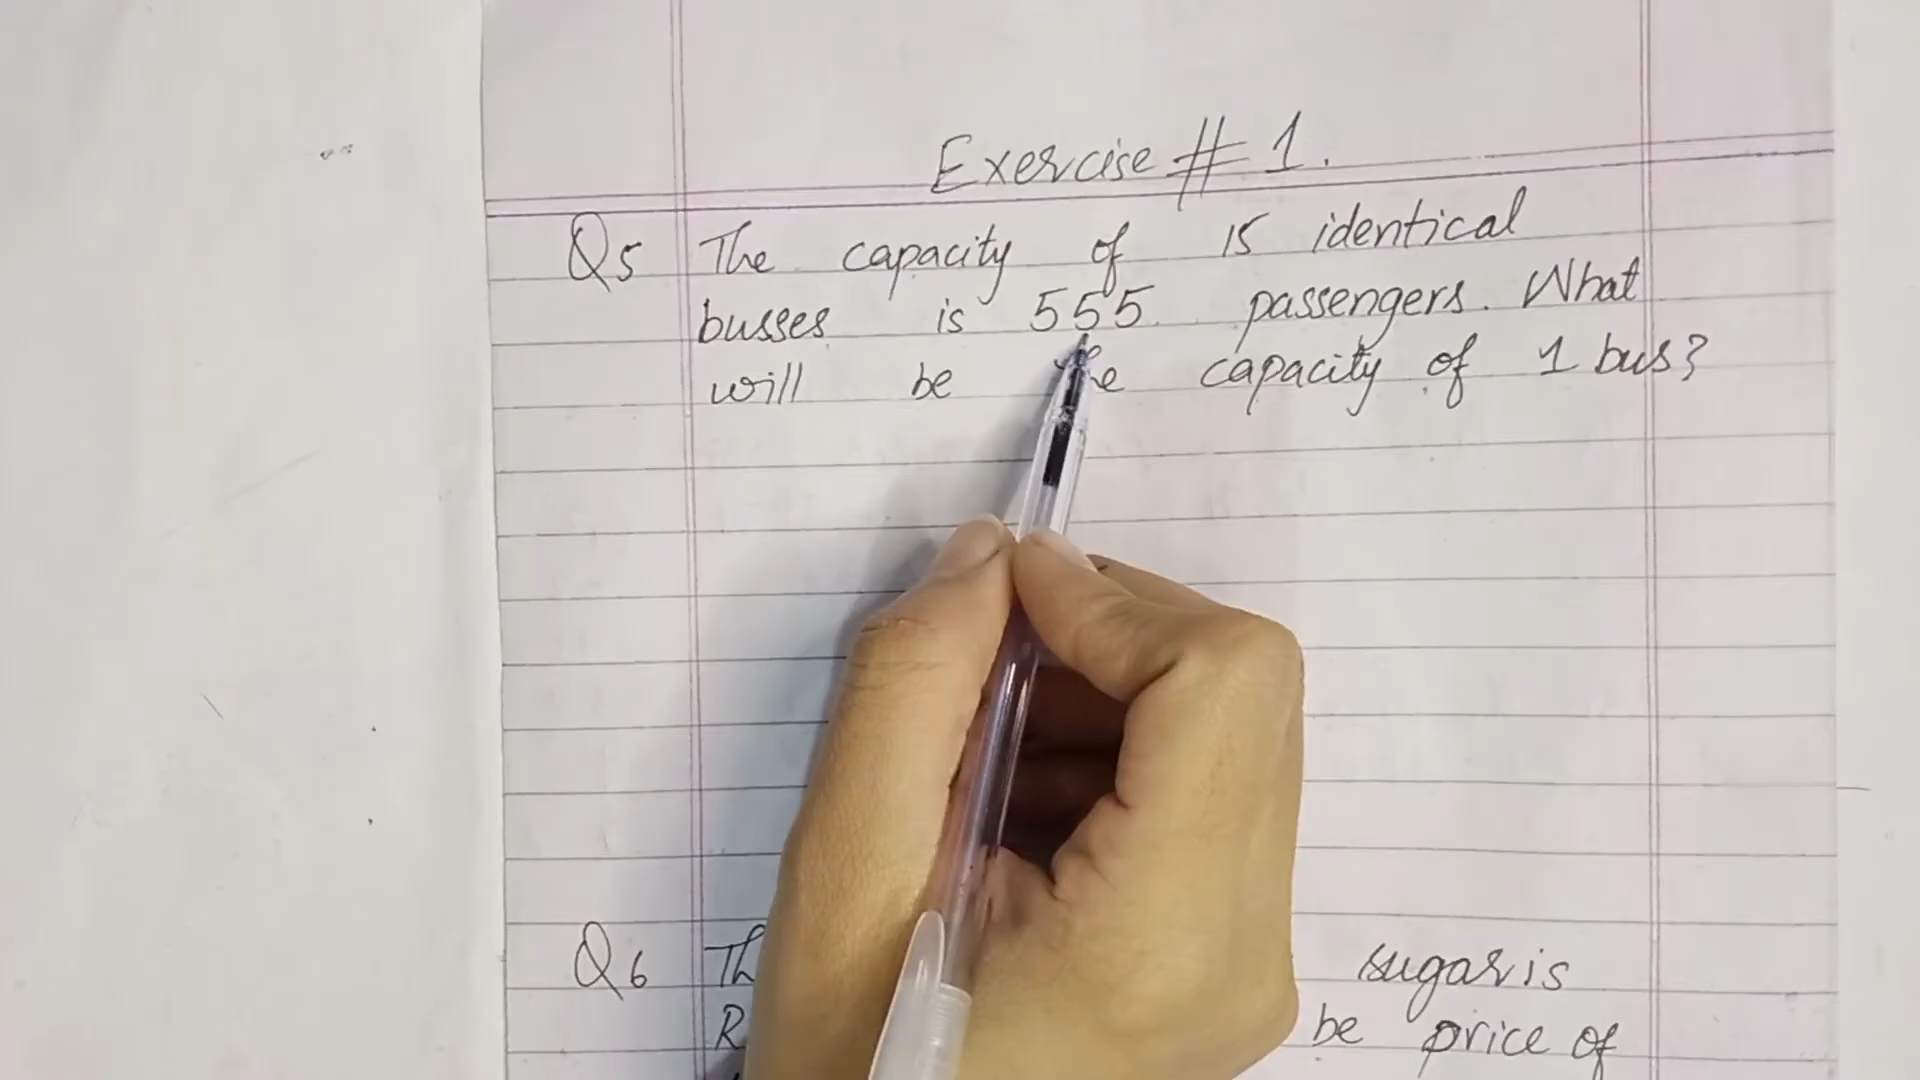 Exercise # 1.
Q5 The capacity of 15 identical
busses is 555 passengers. What
will be the capacity of 1 bus?
Q6 sugar is
be price of